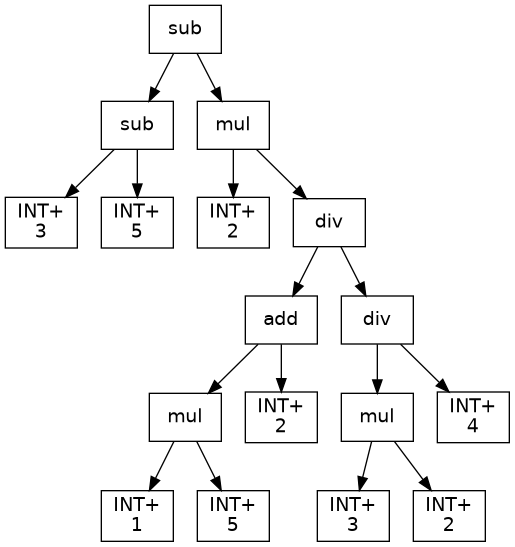 sub
sub
mul
INT+
3
INT+
5
INT+
2
div
add
div
mul
INT+
2
mul
INT+
4
INT+
1
INT+
5
INT+
3
INT+
2